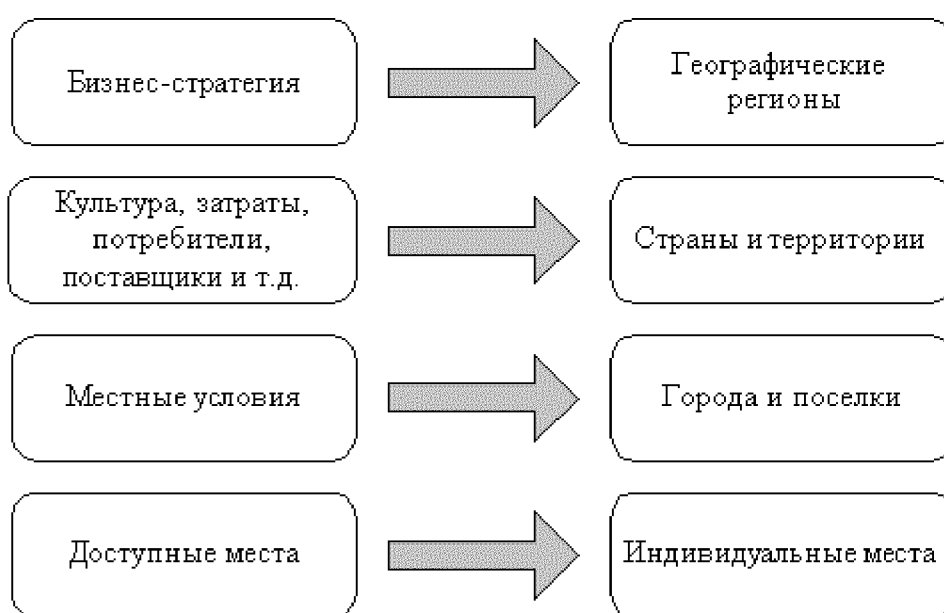 Бизнес-стратегия
Географические
регионы
Культура, затраты,
потребители,
поставщики и т.д.
Страны и территории
Местные условия
Города и поселки
Доступные места
Индивидуальные места